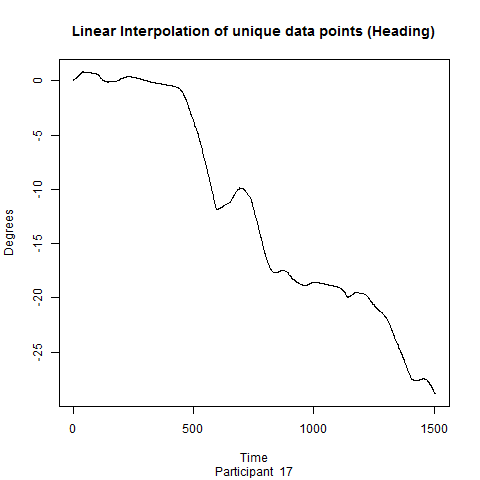 Linear Interpolation of unique data points (Heading)
Degrees
0
-5
-10
-15
-20
-25
0 500 1000 1500
Time
Participant 17